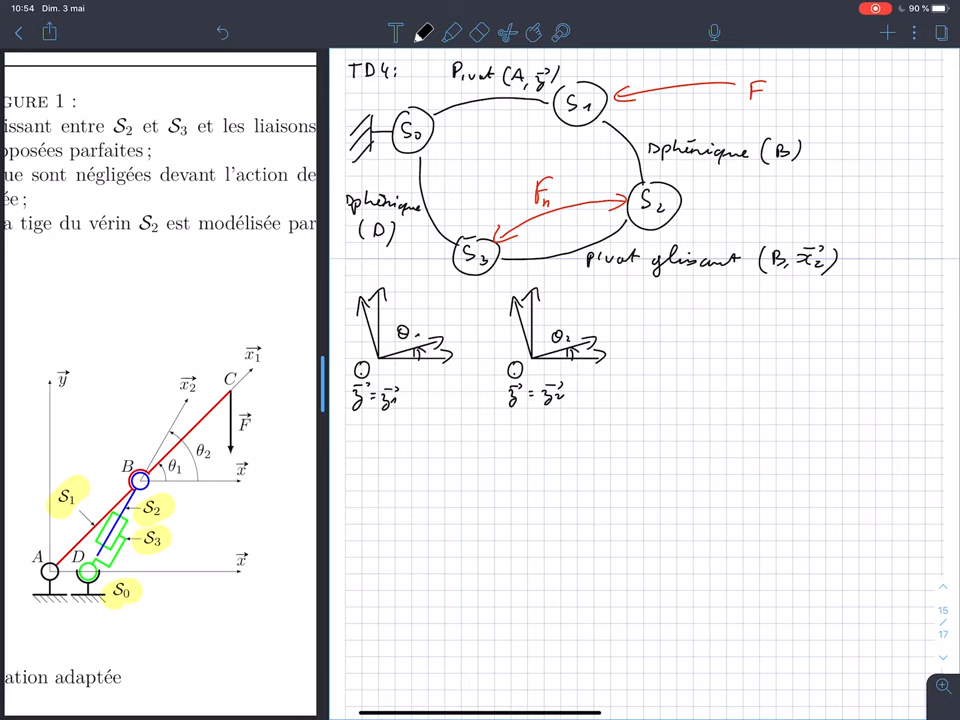 10:54 Dim. 3 mai
90 %
GURE 1 :
issant entre S2 et S3 et les liaisons
pposées parfaites ;
ue sont négligées devant l'action de
ée ;
a tige du vérin S2 est modélisée par
y
x1
x2
C
F
θ2
B
θ1
x
S1
S2
S3
A
D
x
S0
ation adaptée
TD4:
Pivot (A, z)
S0
S1
F
sphérique (B)
Fn
sphérique
(D)
S2
S3
pivot glissant (B, x2)
θ1
z = z1
θ2
z = z2
15
/
17